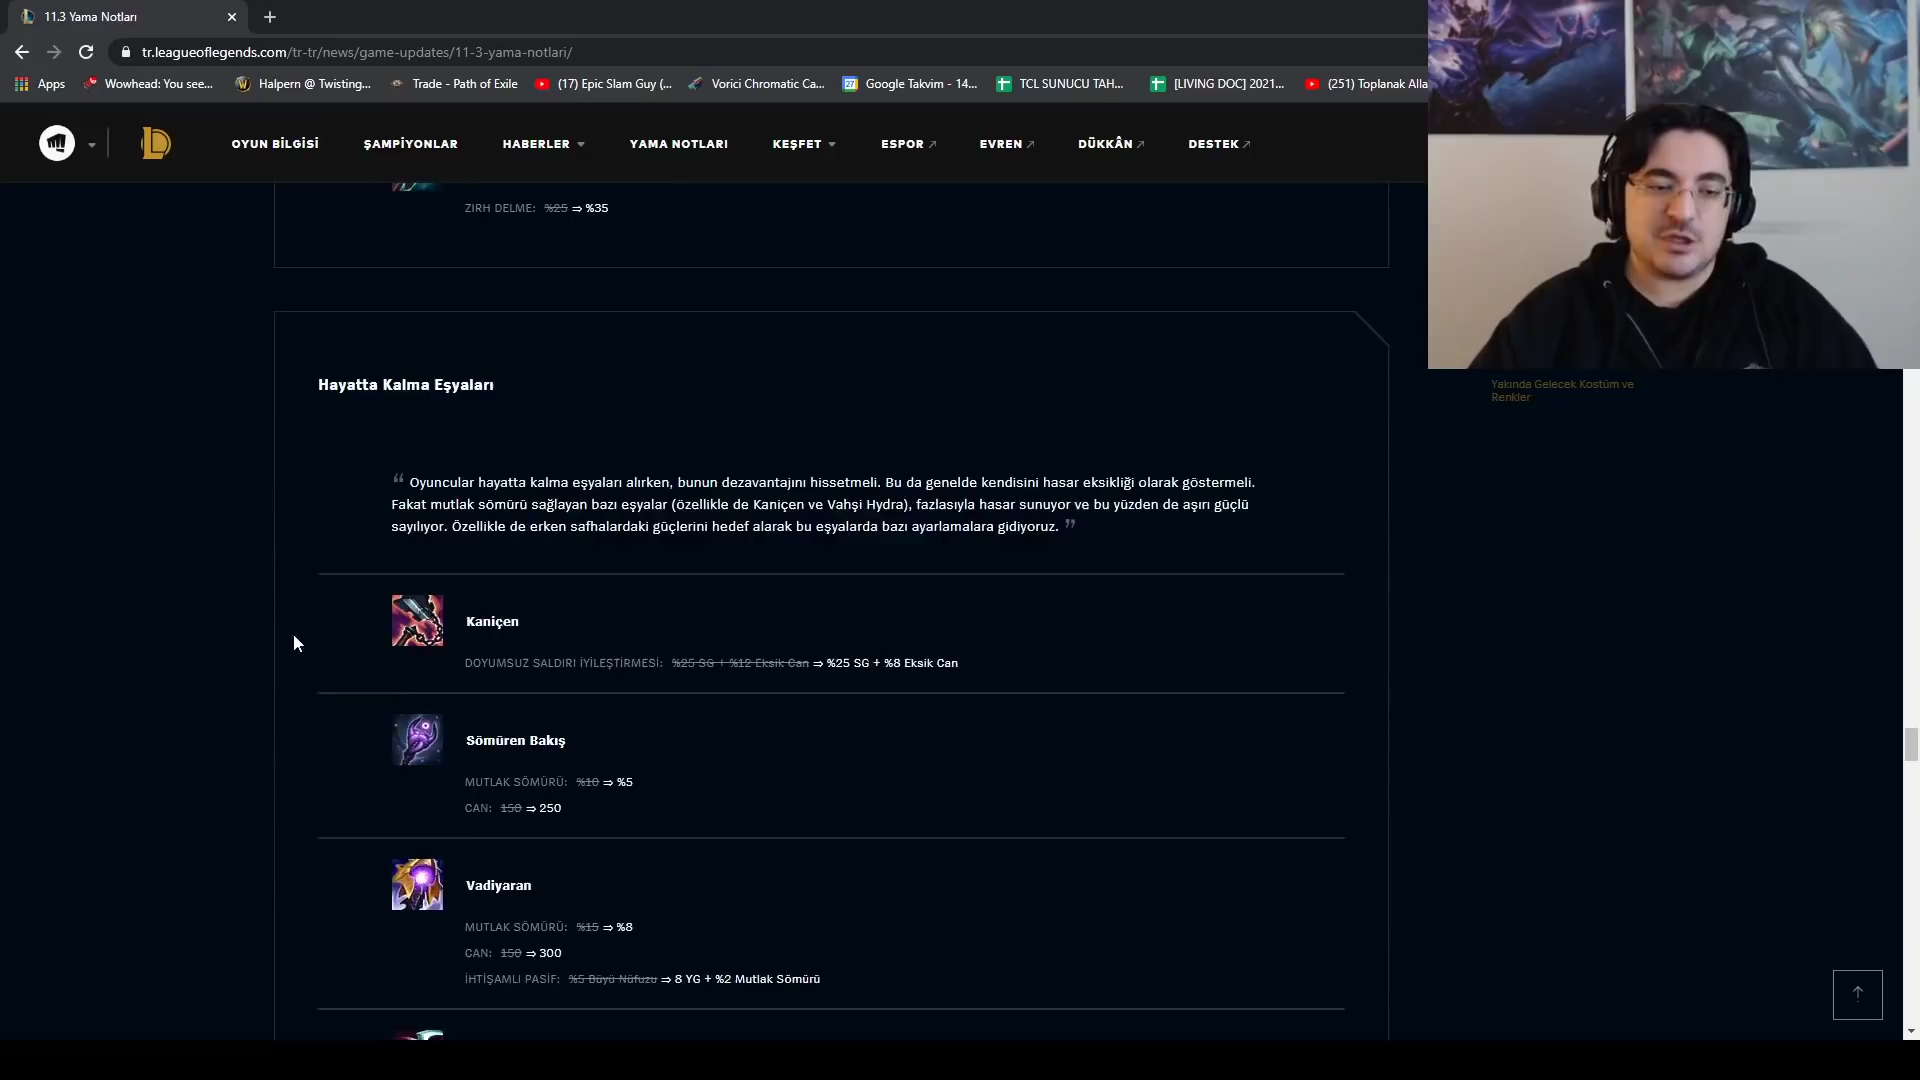 11.3 Yama Notları
tr.leagueoflegends.com/tr-tr/news/game-updates/11-3-yama-notlari/
Apps
Wowhead: You see...
Halpern @ Twisting...
Trade - Path of Exile
(17) Epic Slam Guy (...
Vorici Chromatic Ca...
27
Google Takvim - 14...
TCL SUNUCU TAH...
[LIVING DOC] 2021...
(251) Toplanak Alla
OYUN BİLGİSİ
ŞAMPİYONLAR
HABERLER
YAMA NOTLARI
KEŞFET
ESPOR
EVREN
DÜKKÂN
DESTEK
ZIRH DELME: %25 ⇒ %35
Hayatta Kalma Eşyaları
Yakında Gelecek Kostüm ve
Renkler
“ Oyuncular hayatta kalma eşyaları alırken, bunun dezavantajını hissetmeli. Bu da genelde kendisini hasar eksikliği olarak göstermeli.
Fakat mutlak sömürü sağlayan bazı eşyalar (özellikle de Kaniçen ve Vahşi Hydra), fazlasıyla hasar sunuyor ve bu yüzden de aşırı güçlü
sayılıyor. Özellikle de erken safhalardaki güçlerini hedef alarak bu eşyalarda bazı ayarlamalara gidiyoruz. ”
Kaniçen
DOYUMSUZ SALDIRI İYİLEŞTİRMESİ: %25 SG + %12 Eksik Can ⇒ %25 SG + %8 Eksik Can
Sömüren Bakış
MUTLAK SÖMÜRÜ: %10 ⇒ %5
CAN: 150 ⇒ 250
Vadiyaran
MUTLAK SÖMÜRÜ: %15 ⇒ %8
CAN: 150 ⇒ 300
İHTİŞAMLI PASİF: %5 Büyü Nüfuzu ⇒ 8 YG + %2 Mutlak Sömürü